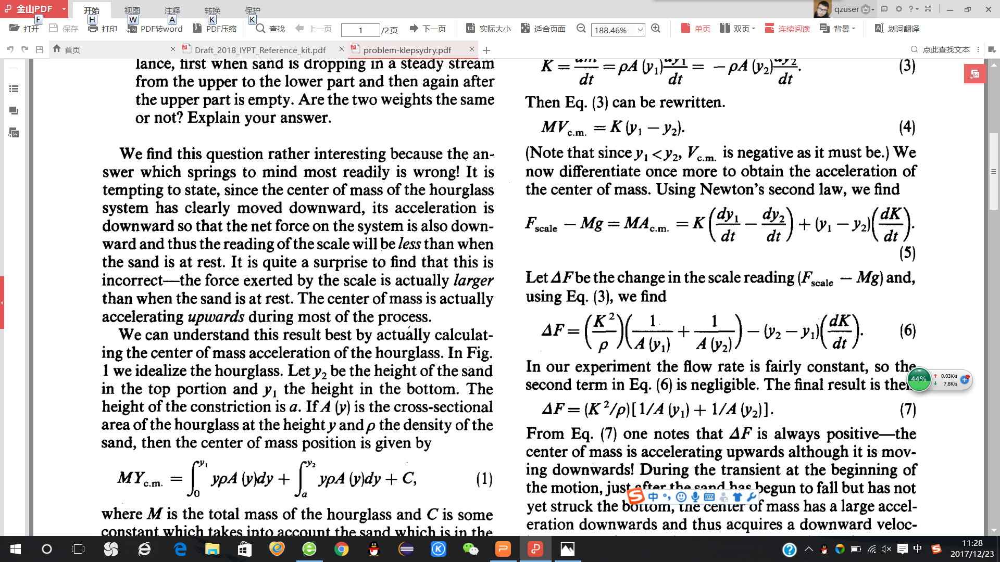 金山PDF
开始
视图
注释
转换
保护
qzuser
F
H
W
A
K
K
打开
保存
打印
PDF转word
PDF压缩
查找
上一页
1
/2页
下一页
实际大小
适合页面
188.46%
单页
双页
连续阅读
背景
划词翻译
首页
Draft_2018_IYPT_Reference_kit.pdf
problem-klepsydry.pdf
点此查找文本
lance, first when sand is dropping in a steady stream
from the upper to the lower part and then again after
the upper part is empty. Are the two weights the same
or not? Explain your answer.
We find this question rather interesting because the an-
swer which springs to mind most readily is wrong! It is
tempting to state, since the center of mass of the hourglass
system has clearly moved downward, its acceleration is
downward so that the net force on the system is also down-
ward and thus the reading of the scale will be less than when
the sand is at rest. It is quite a surprise to find that this is
incorrect—the force exerted by the scale is actually larger
than when the sand is at rest. The center of mass is actually
accelerating upwards during most of the process.
We can understand this result best by actually calculat-
ing the center of mass acceleration of the hourglass. In Fig.
1 we idealize the hourglass. Let y₂ be the height of the sand
in the top portion and y₁ the height in the bottom. The
height of the constriction is a. If A (y) is the cross-sectional
area of the hourglass at the height y and ρ the density of the
sand, then the center of mass position is given by
MY_c.m. = ∫₀^y₁ yρA (y)dy + ∫ₐ^y₂ yρA (y)dy + C, (1)
where M is the total mass of the hourglass and C is some
constant which takes into account the sand which is in the
K = dm/dt = ρA (y₁) dy₁/dt = − ρA (y₂) dy₂/dt. (3)
Then Eq. (3) can be rewritten.
MV_c.m. = K (y₁ − y₂). (4)
(Note that since y₁ < y₂, V_c.m. is negative as it must be.) We
now differentiate once more to obtain the acceleration of
the center of mass. Using Newton's second law, we find
F_scale − Mg = MA_c.m. = K (dy₁/dt − dy₂/dt) + (y₁ − y₂)(dK/dt).
(5)
Let ΔF be the change in the scale reading (F_scale − Mg) and,
using Eq. (3), we find
ΔF = (K²/ρ)(1/A (y₁) + 1/A (y₂)) − (y₂ − y₁)(dK/dt). (6)
In our experiment the flow rate is fairly constant, so the
second term in Eq. (6) is negligible. The final result is then
ΔF = (K²/ρ)[1/A (y₁) + 1/A (y₂)]. (7)
From Eq. (7) one notes that ΔF is always positive—the
center of mass is accelerating upwards although it is mov-
ing downwards! During the transient at the beginning of
the motion, just after the sand has begun to fall but has not
yet struck the bottom, the center of mass has a large accel-
eration downwards and thus acquires a downward veloc-
44%
0.03K/s
7.8K/s
中
中
11:28
2017/12/23